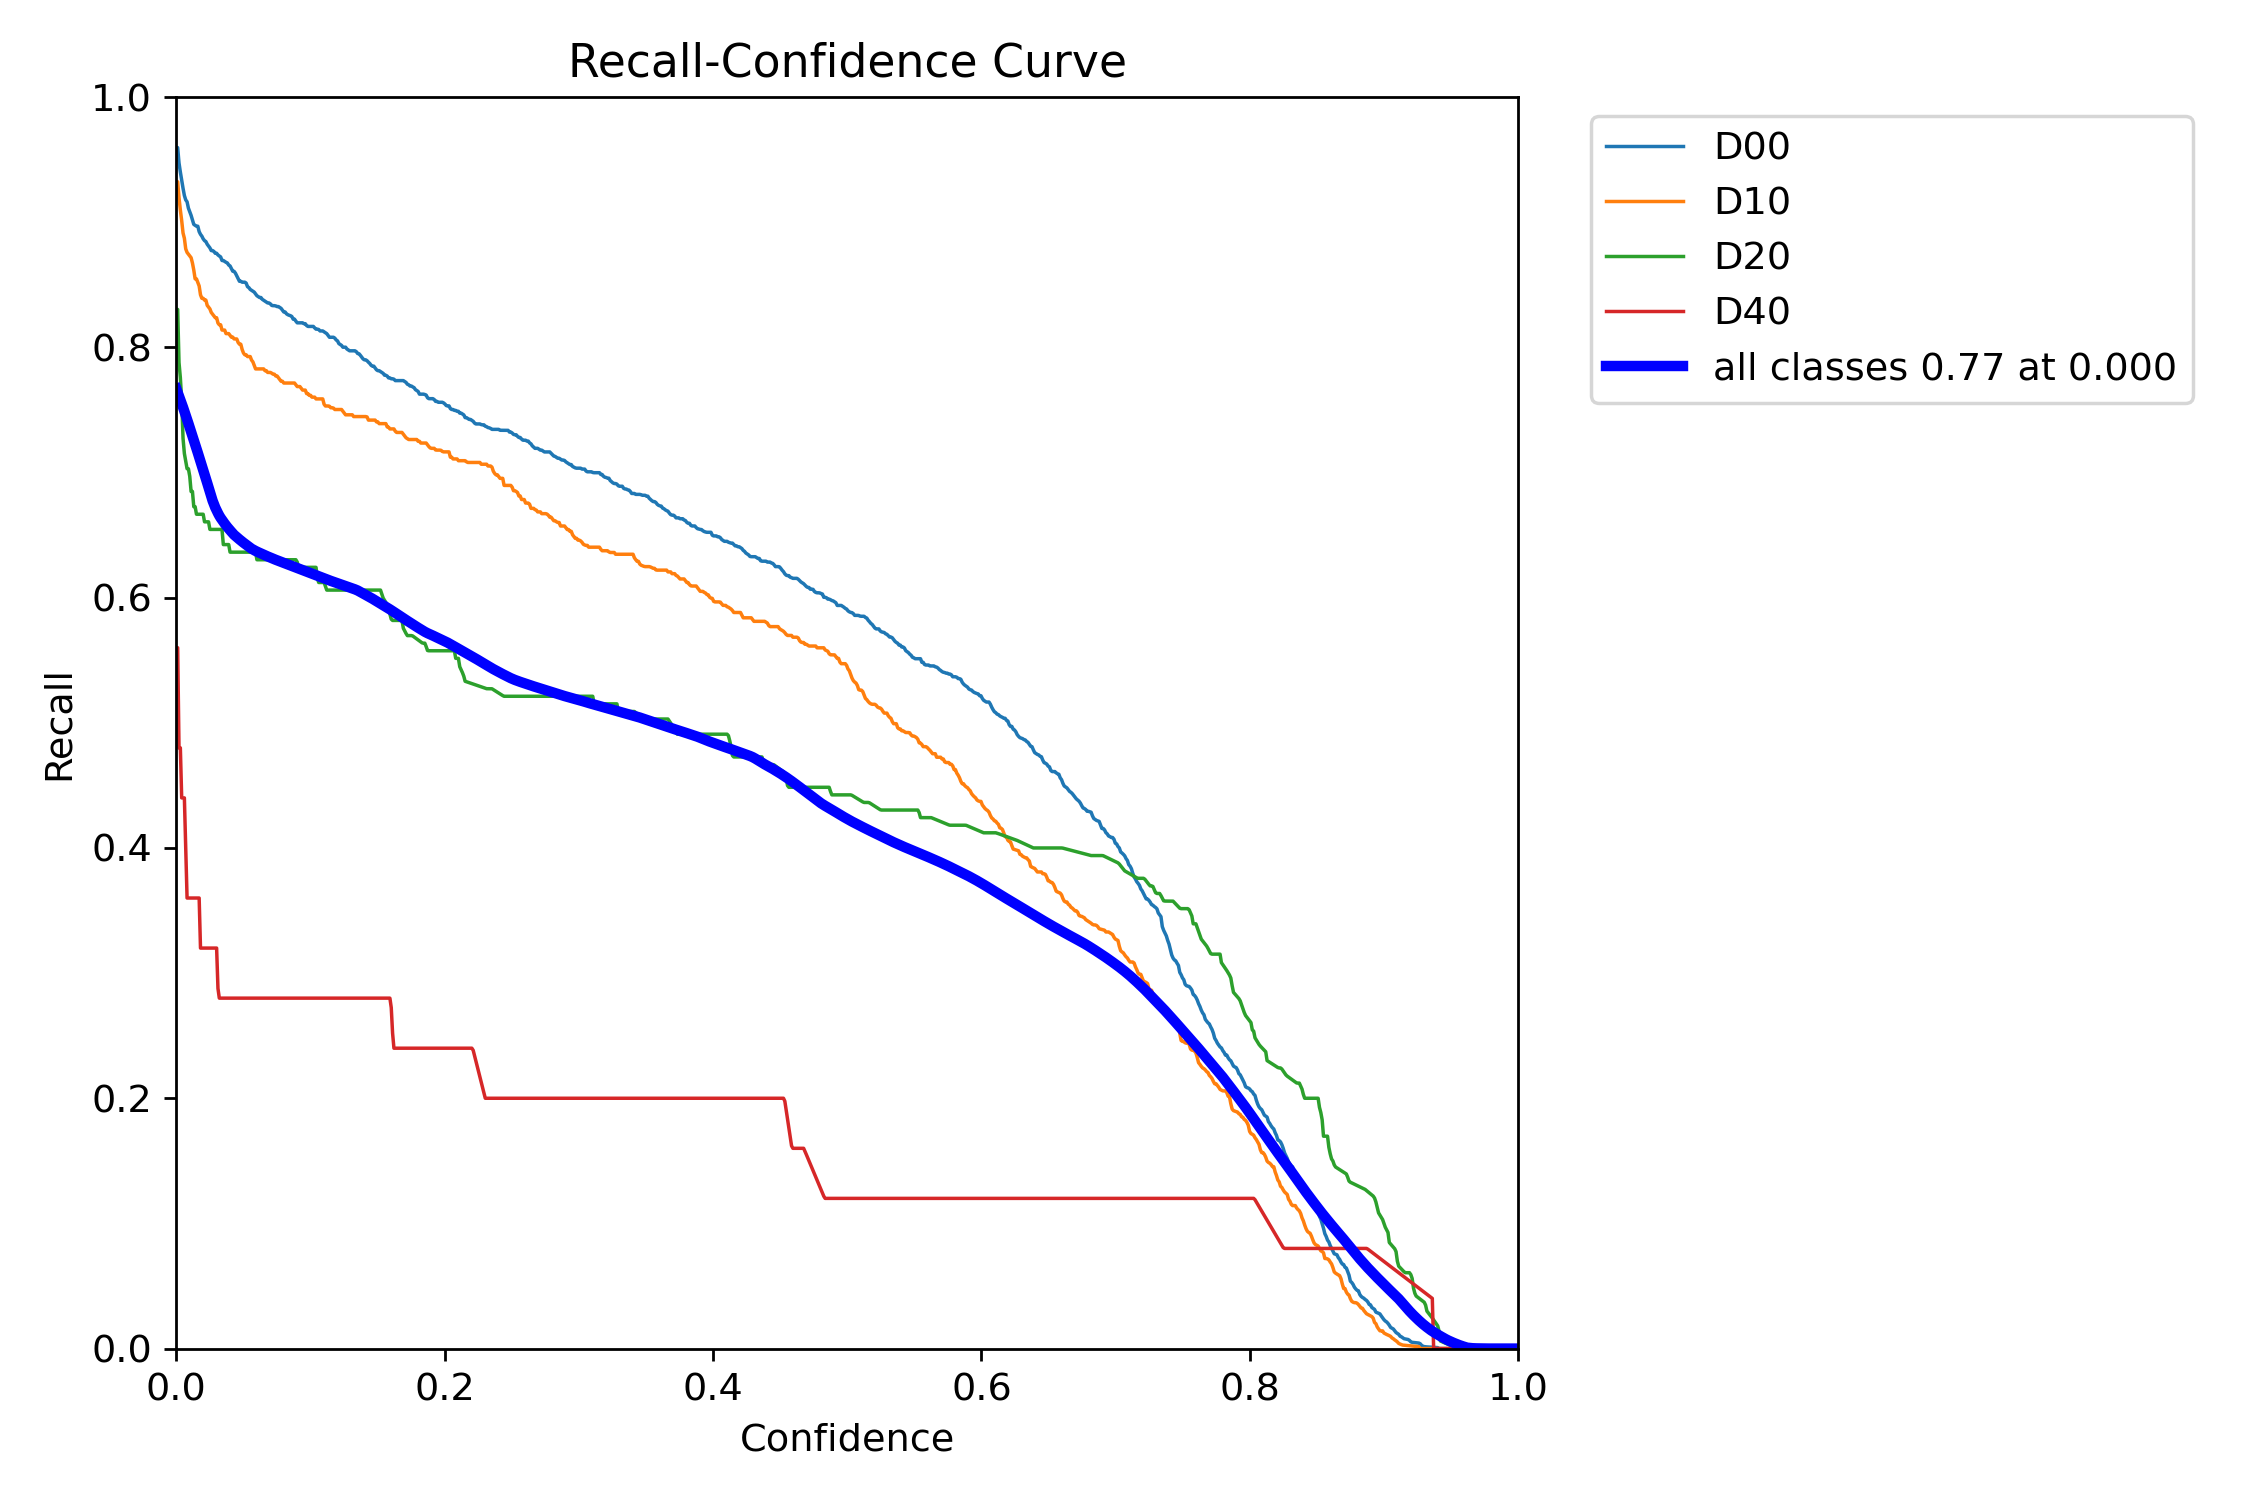 Recall-Confidence Curve
1.0
0.8
0.6
0.4
0.2
0.0
Recall
0.0 0.2 0.4 0.6 0.8 1.0
Confidence
D00
D10
D20
D40
all classes 0.77 at 0.000